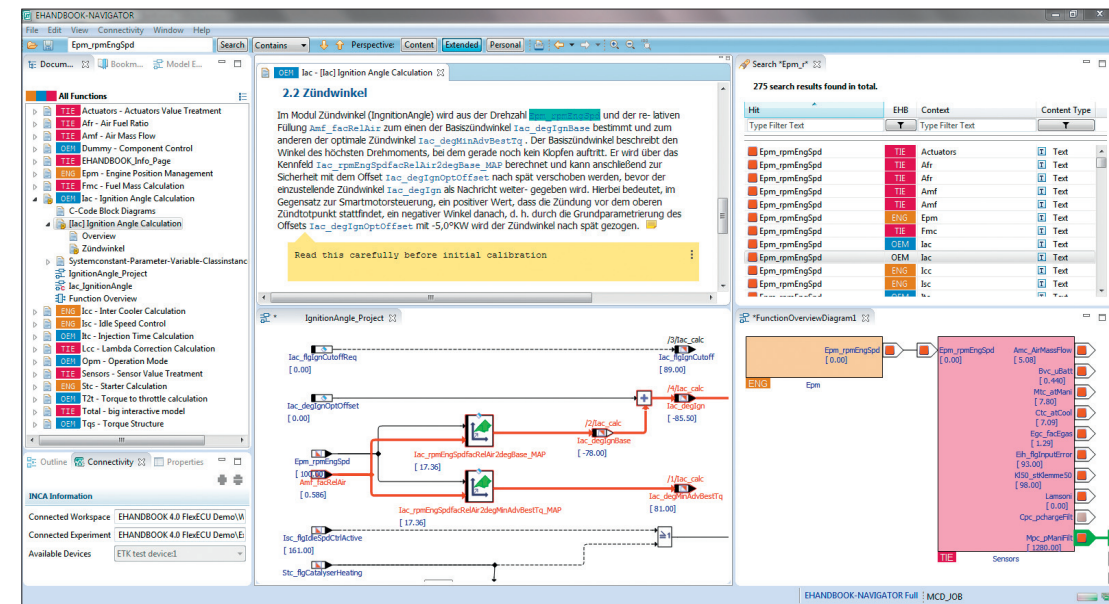 EHANDBOOK-NAVIGATOR
File Edit View Connectivity Window Help
Epm_rpmEngSpd Search Contains Perspective: Content Extended Personal
Docum... Bookm... Model E...
All Functions
TIE Actuators - Actuators Value Treatment
TIE Afr - Air Fuel Ratio
TIE Amf - Air Mass Flow
OEM Dummy - Component Control
TIE EHANDBOOK_Info_Page
ENG Epm - Engine Position Management
TIE Fmc - Fuel Mass Calculation
OEM Iac - Ignition Angle Calculation
C-Code Block Diagrams
[Iac] Ignition Angle Calculation
Overview
Zündwinkel
Systemconstant-Parameter-Variable-Classinstanc
IgnitionAngle_Project
Iac_IgnitionAngle
Function Overview
ENG Icc - Inter Cooler Calculation
ENG Isc - Idle Speed Control
OEM Itc - Injection Time Calculation
TIE Lcc - Lambda Correction Calculation
OEM Opm - Operation Mode
TIE Sensors - Sensor Value Treatment
ENG Stc - Starter Calculation
OEM T2t - Torque to throttle calculation
TIE Total - big interactive model
OEM Tqs - Torque Structure
Outline Connectivity Properties
INCA Information
Connected Workspace EHANDBOOK 4.0 FlexECU Demo\W
Connected Experiment EHANDBOOK 4.0 FlexECU Demo\E
Available Devices ETK test device:1
OEM Iac - [Iac] Ignition Angle Calculation
2.2 Zündwinkel
Im Modul Zündwinkel (IngnitionAngle) wird aus der Drehzahl Epm_rpmEngSpd und der re- lativen
Füllung Amf_facRelAir zum einen der Basiszündwinkel Iac_degIgnBase bestimmt und zum
anderen der optimale Zündwinkel Iac_degMinAdvBestTq . Der Basiszündwinkel beschreibt den
Winkel des höchsten Drehmoments, bei dem gerade noch kein Klopfen auftritt. Er wird über das
Kennfeld Iac_rpmEngSpdfacRelAir2degBase_MAP berechnet und kann anschließend zur
Sicherheit mit dem Offset Iac_degIgnOptOffset nach spät verschoben werden, bevor der
einzustellende Zündwinkel Iac_degIgn als Nachricht weiter- gegeben wird. Hierbei bedeutet, im
Gegensatz zur Smartmotorsteuerung, ein positiver Wert, dass die Zündung vor dem oberen
Zündtotpunkt stattfindet, ein negativer Winkel danach, d. h. durch die Grundparametrierung des
Offsets Iac_degIgnOptOffset mit -5,0°KW wird der Zündwinkel nach spät gezogen.
Read this carefully before initial calibration
Search "Epm_r*"
275 search results found in total.
Hit EHB Context Content Type
Type Filter Text Type Filter Text
Epm_rpmEngSpd TIE Actuators Text
Epm_rpmEngSpd TIE Afr Text
Epm_rpmEngSpd TIE Afr Text
Epm_rpmEngSpd TIE Amf Text
Epm_rpmEngSpd TIE Amf Text
Epm_rpmEngSpd ENG Epm Text
Epm_rpmEngSpd TIE Fmc Text
Epm_rpmEngSpd OEM Iac Text
Epm_rpmEngSpd OEM Iac Text
Epm_rpmEngSpd ENG Icc Text
Epm_rpmEngSpd ENG Isc Text
Epm_rpmEngSpd OEM Itc Text
* IgnitionAngle_Project
Iac_flgIgnCutoffReq
[ 0.00]
/3/Iac_calc
Iac_flgIgnCutoff
[ 89.00]
Iac_degIgnOptOffset
[ 0.00]
/4/Iac_calc
Iac_degIgn
[ -85.50]
/2/Iac_calc
Iac_degIgnBase
[ -78.00]
Iac_rpmEngSpdfacRelAir2degBase_MAP
[ 17.36]
Epm_rpmEngSpd
Amf_facRelAir
[ 0.586]
/1/Iac_calc
Iac_degMinAdvBestTq
[ 81.00]
Iac_rpmEngSpdfacRelAir2degMinAdvBestTq_MAP
[ 17.36]
Isc_flgIdleSpdCtrlActive
[ 161.00]
≥1
Stc_flgCatalyserHeating
*FunctionOverviewDiagram1
Epm_rpmEngSpd
[ 0.00]
ENG Epm
Epm_rpmEngSpd
[ 0.00]
Amc_AirMassFlow
[ 5.08]
Bvc_uBatt
[ 0.440]
Mtc_atMani
[ 7.80]
Ctc_atCool
[ 7.09]
Egc_facEgas
[ 1.29]
Eih_flgInputError
[ 93.00]
Kl50_stKlemme50
[ 98.00]
Lamsoni
[ 0.00]
Cpc_pchargeFilt
Mpc_pManiFilt
[ 1280.00]
TIE Sensors
EHANDBOOK-NAVIGATOR Full MCD_JOB